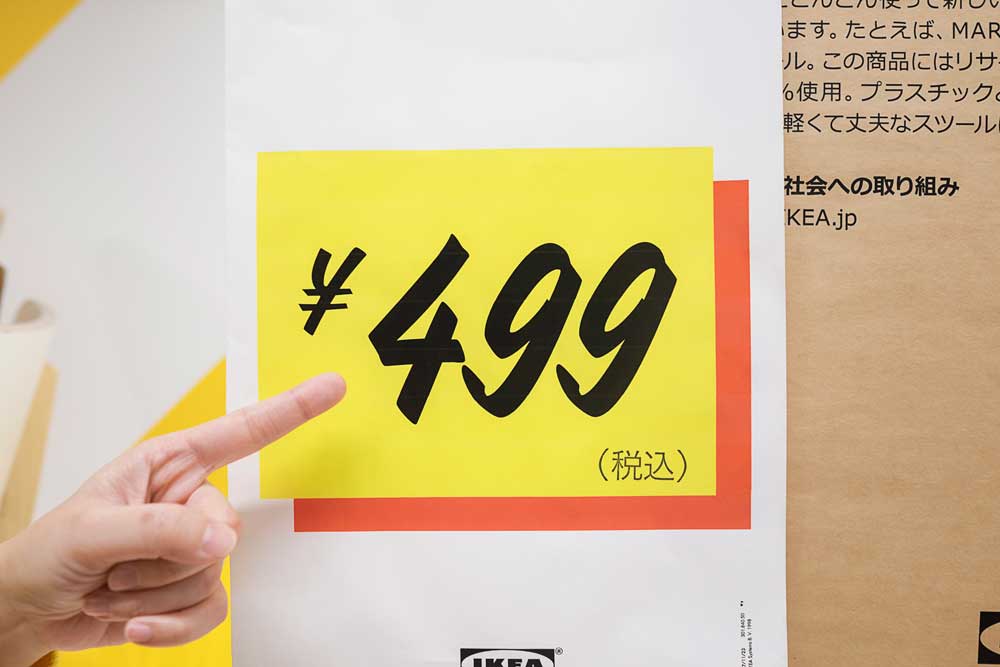 ¥499
(税込)
IKEA®
ます。たとえば、MAR
ル。この商品にはリサイ
%使用。プラスチックと
軽くて丈夫なスツール
社会への取り組み
IKEA.jp